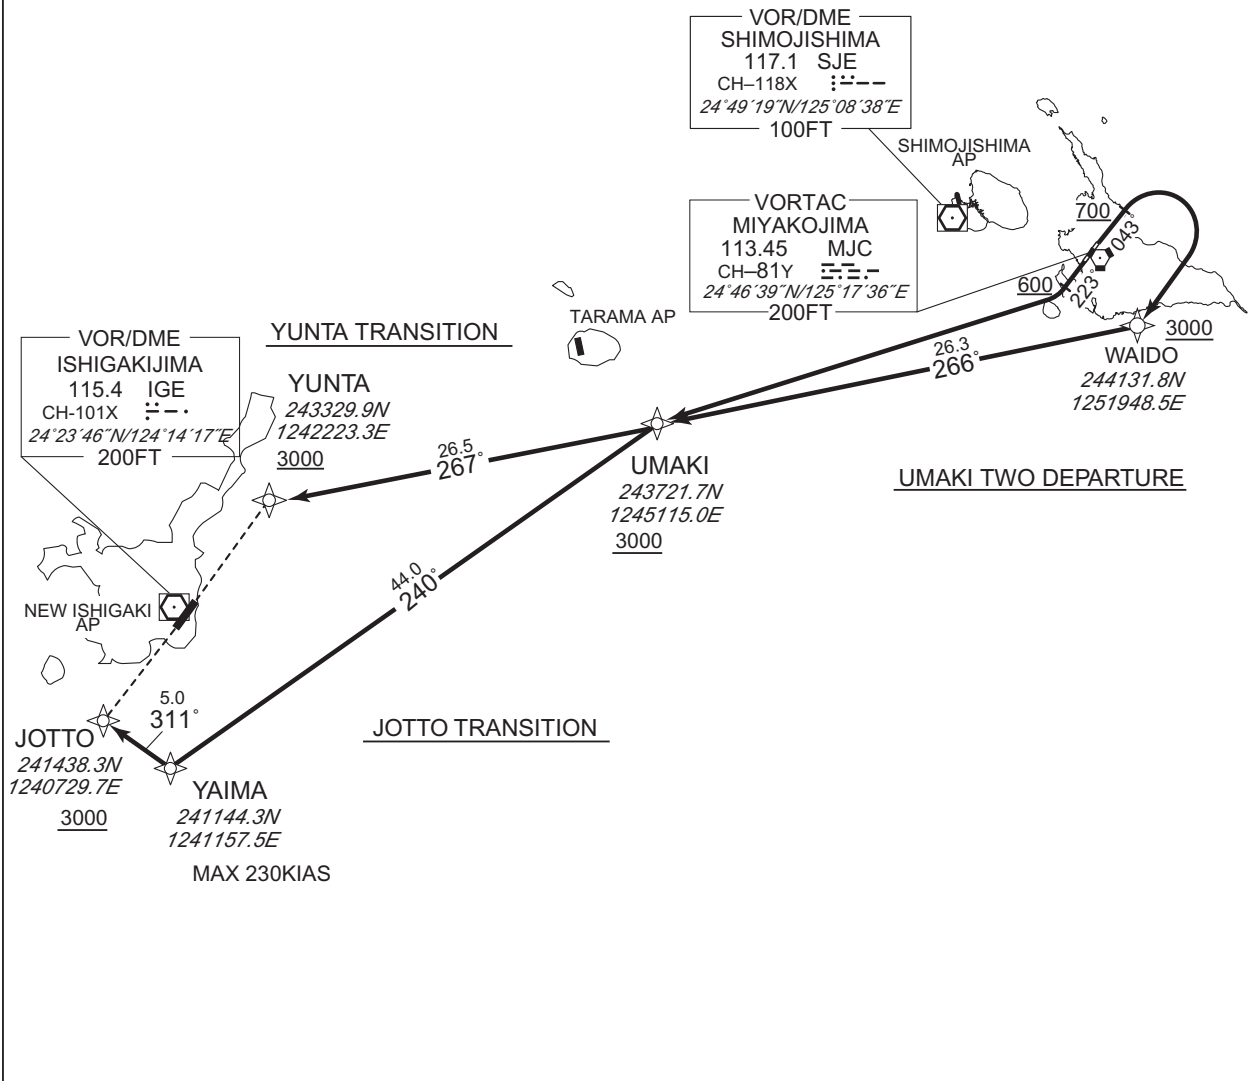 VOR/DME
SHIMOJISHIMA
117.1 SJE
CH–118X
24°49´19˝N/125°08´38˝E
100FT
SHIMOJISHIMA
AP
VORTAC
MIYAKOJIMA
113.45 MJC
CH–81Y
24°46´39˝N/125°17´36˝E
200FT
700
043°
600
223°
3000
WAIDO
244131.8N
1251948.5E
26.3
266°
TARAMA AP
YUNTA TRANSITION
VOR/DME
ISHIGAKIJIMA
115.4 IGE
CH-101X
24°23´46˝N/124°14´17˝E
200FT
YUNTA
243329.9N
1242223.3E
3000
26.5
267°
UMAKI
243721.7N
1245115.0E
3000
UMAKI TWO DEPARTURE
44.0
240°
NEW ISHIGAKI
AP
5.0
311°
JOTTO TRANSITION
JOTTO
241438.3N
1240729.7E
3000
YAIMA
241144.3N
1241157.5E
MAX 230KIAS